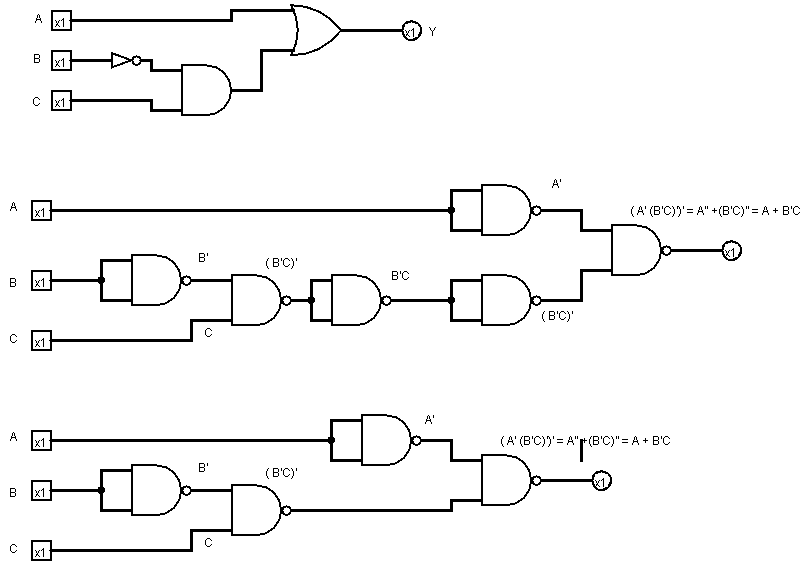 A x1
x1 Y
B x1
C x1
A'
A x1
( A' (B'C)')' = A'' +(B'C)'' = A + B'C
B' (B'C)' B'C
x1
B x1
(B'C)'
C x1 C
A'
A x1
( A' (B'C)')' = A'' +(B'C)'' = A + B'C
B' (B'C)'
x1
B x1
C x1 C